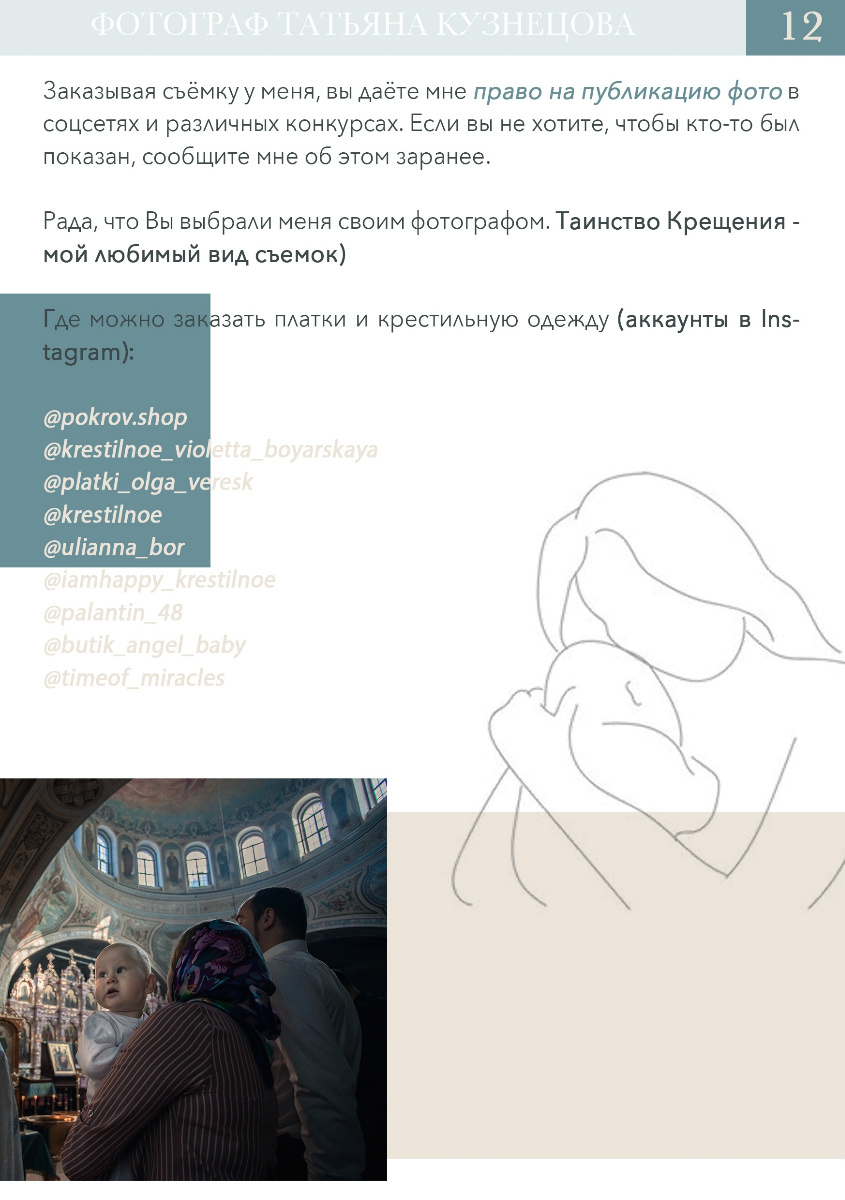 ФОТОГРАФ ТАТЬЯНА КУЗНЕЦОВА
12
Заказывая съёмку у меня, вы даёте мне право на публикацию фото в
соцсетях и различных конкурсах. Если вы не хотите, чтобы кто-то был
показан, сообщите мне об этом заранее.
Рада, что Вы выбрали меня своим фотографом. Таинство Крещения -
мой любимый вид съемок)
Где можно заказать платки и крестильную одежду (аккаунты в Ins-
tagram):
@pokrov.shop
@krestilnoe_violetta_boyarskaya
@platki_olga_veresk
@krestilnoe
@ulianna_bor
@iamhappy_krestilnoe
@palantin_48
@butik_angel_baby
@timeof_miracles